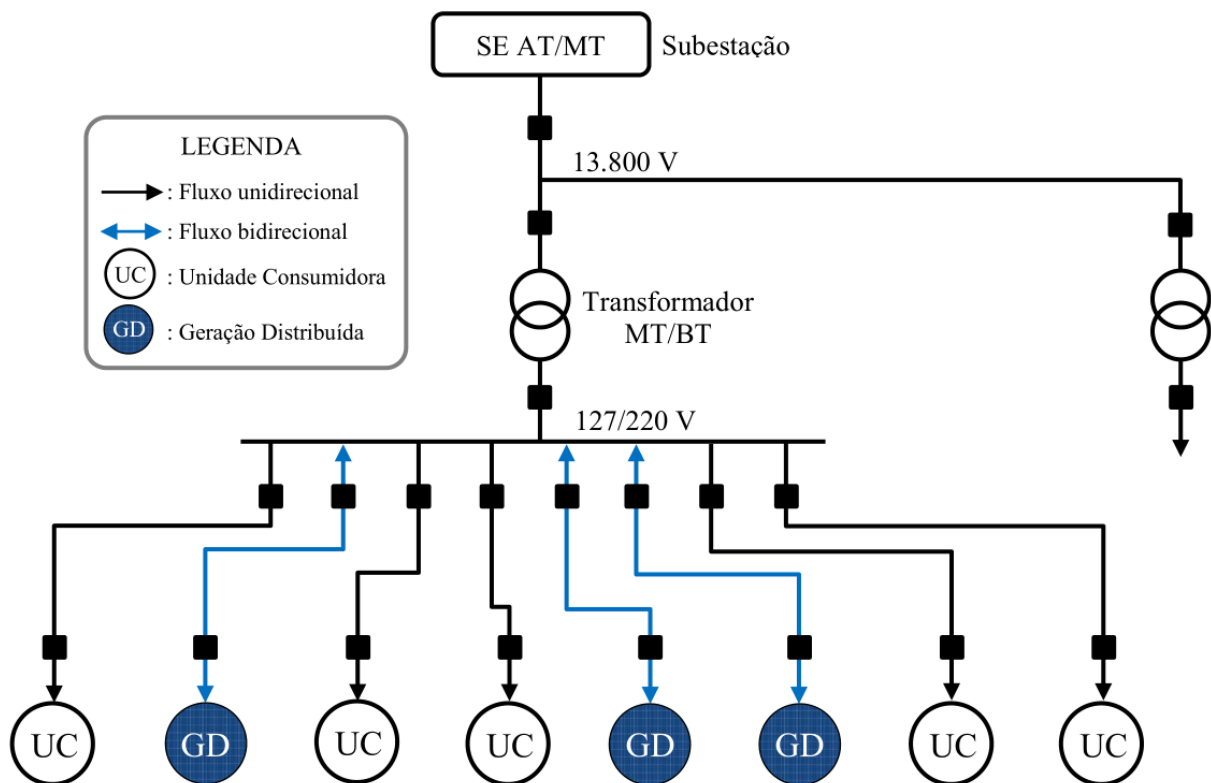 SE AT/MT
Subestação
LEGENDA
: Fluxo unidirecional
: Fluxo bidirecional
UC : Unidade Consumidora
GD : Geração Distribuída
13.800 V
Transformador
MT/BT
127/220 V
UC
GD
UC
UC
GD
GD
UC
UC